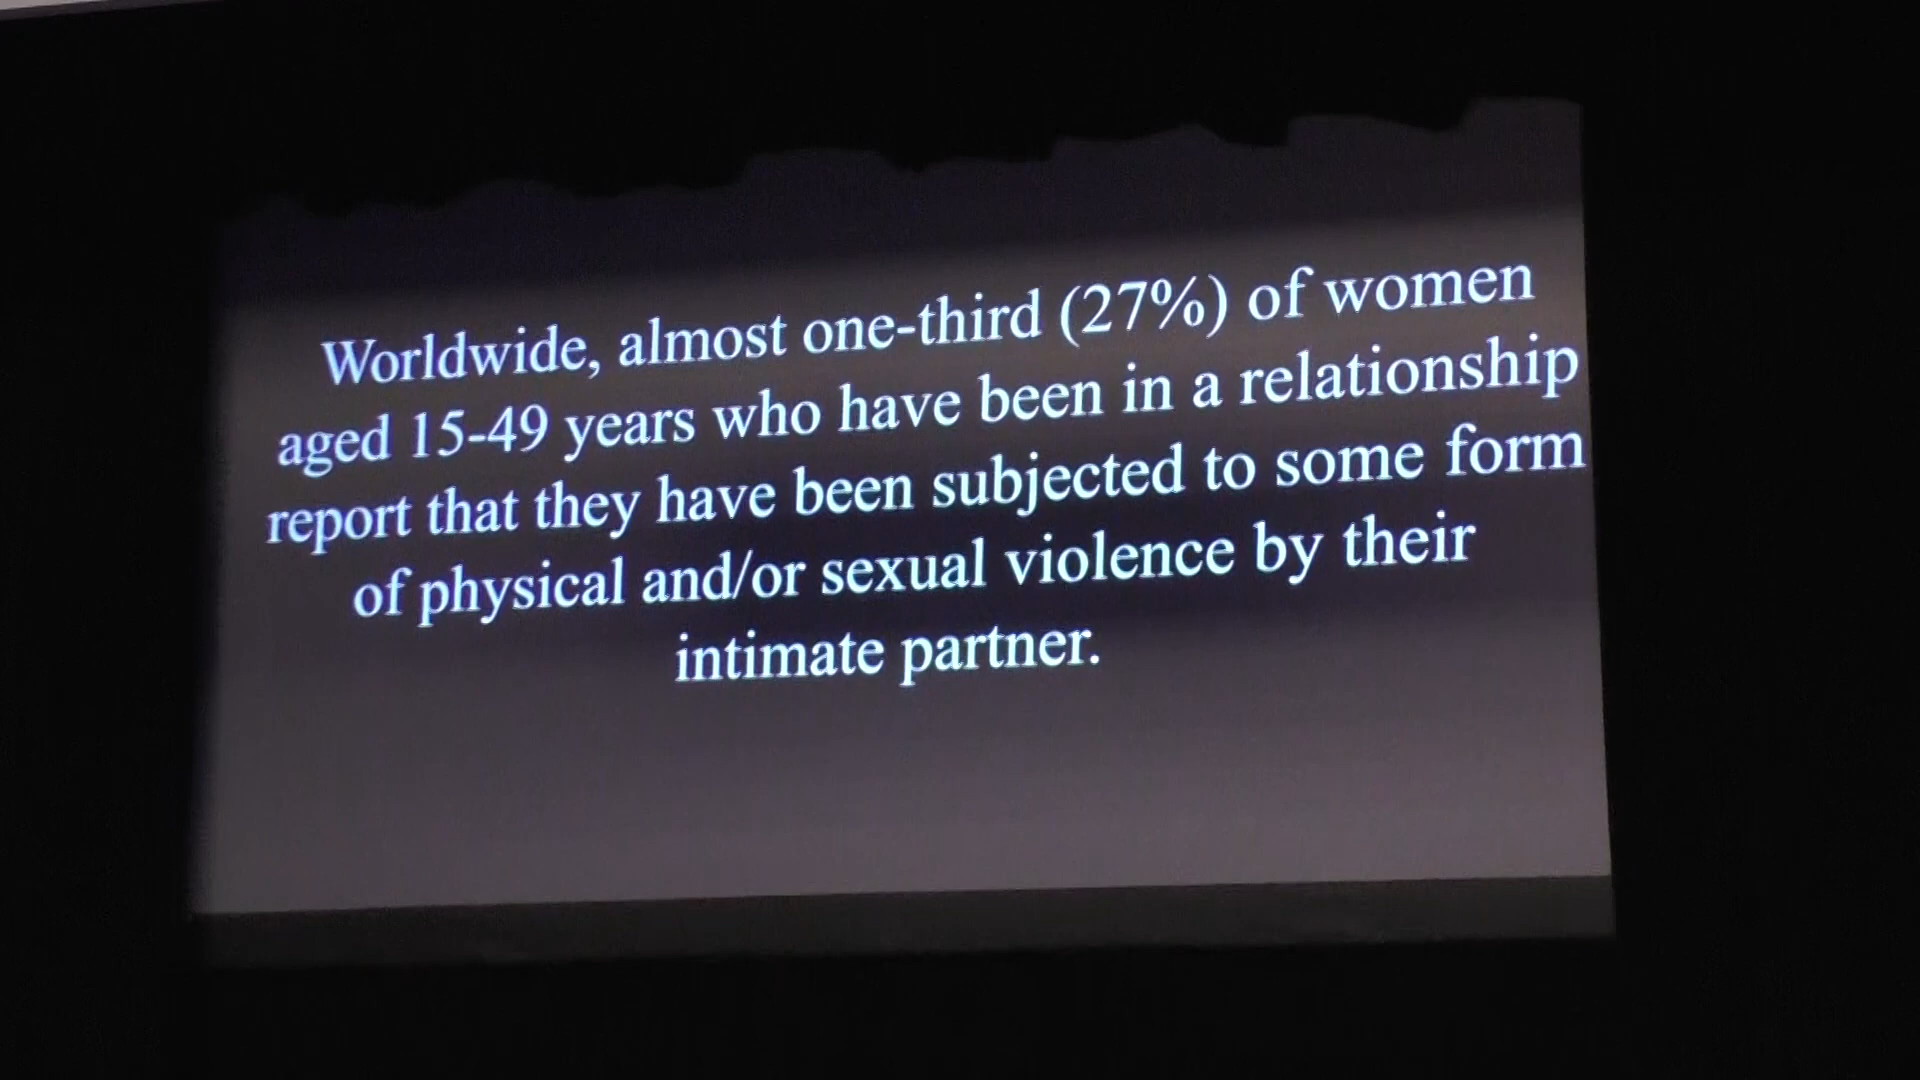 Worldwide, almost one-third (27%) of women
aged 15-49 years who have been in a relationship
report that they have been subjected to some form
of physical and/or sexual violence by their
intimate partner.